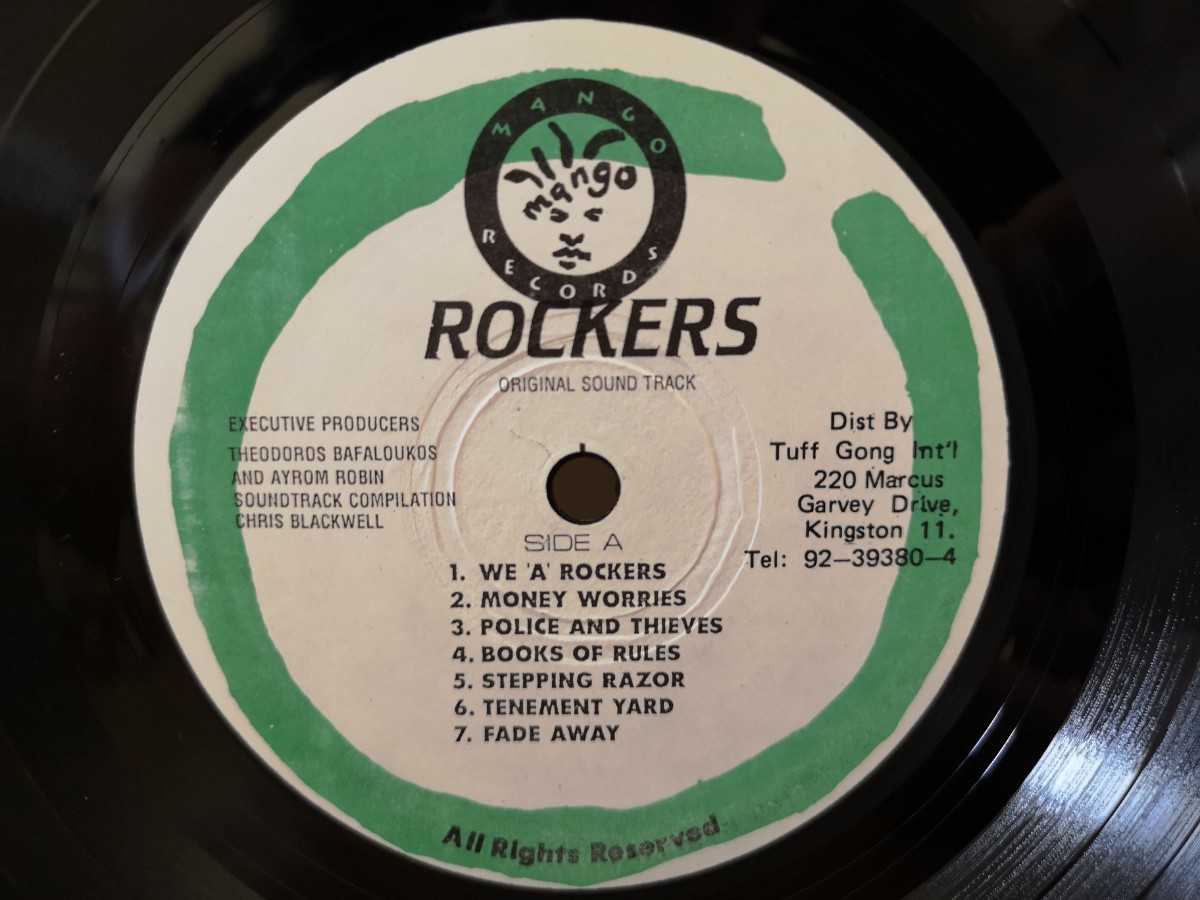 MANGO
mango
RECORDS
ROCKERS
ORIGINAL SOUND TRACK
EXECUTIVE PRODUCERS
THEODOROS BAFALOUKOS
AND AYROM ROBIN
SOUNDTRACK COMPILATION
CHRIS BLACKWELL
Dist By
Tuff Gong Int'l
220 Marcus
Garvey Drive,
Kingston 11.
Tel: 92-39380-4
SIDE A
1. WE 'A' ROCKERS
2. MONEY WORRIES
3. POLICE AND THIEVES
4. BOOKS OF RULES
5. STEPPING RAZOR
6. TENEMENT YARD
7. FADE AWAY
All Rights Reserved